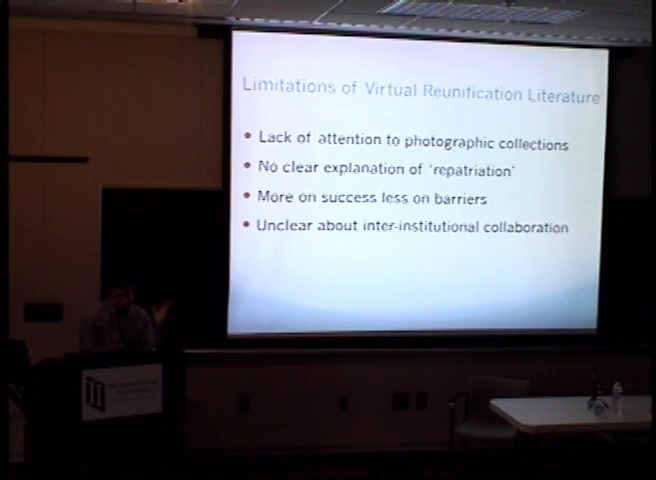 Limitations of Virtual Reunification Literature
• Lack of attention to photographic collections
• No clear explanation of 'repatriation'
• More on success less on barriers
• Unclear about inter-institutional collaboration